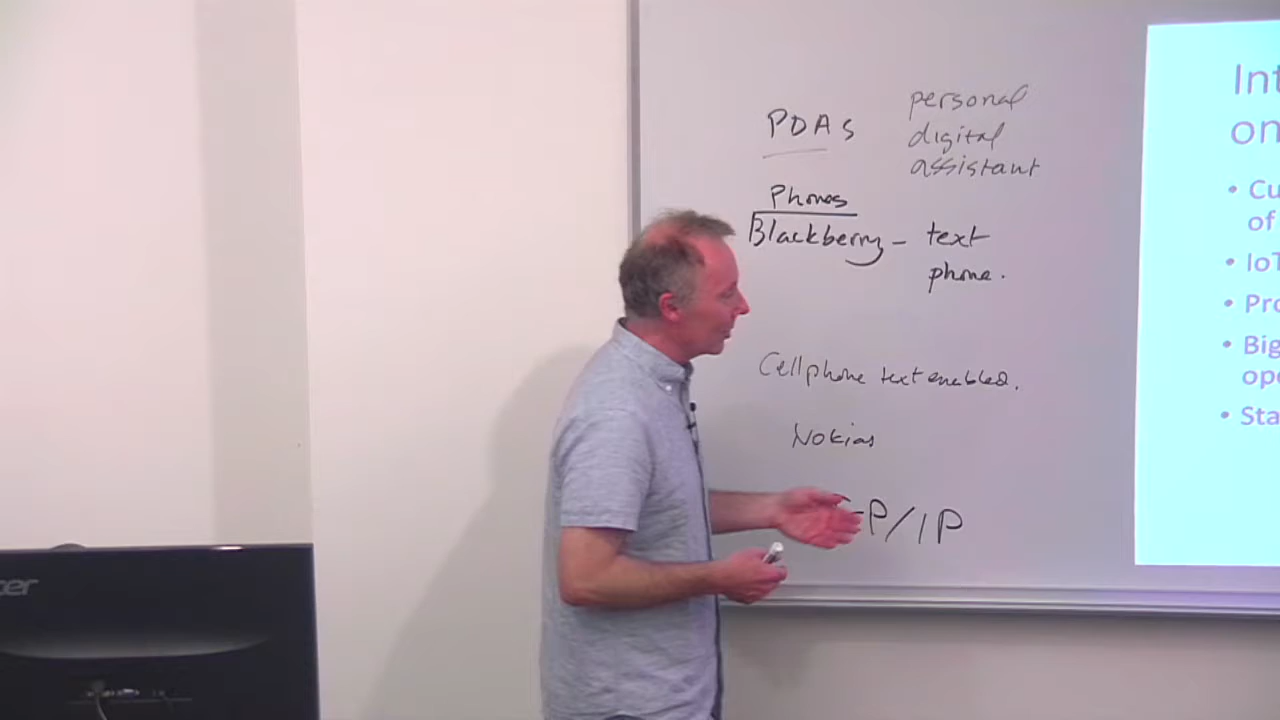 PDAs
personal
digital
assistant
Phones
Blackberry - text
phone.
Cellphone text enabled.
Nokias
P/IP
Int
on
• Cu
of
• IoT
• Pro
• Big
ope
• Sta
cer